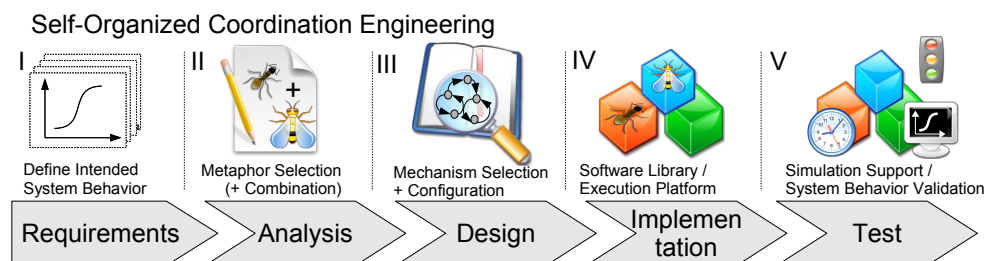 Self-Organized Coordination Engineering
I
II
III
IV
V
+
Define Intended
System Behavior
Metaphor Selection
(+ Combination)
Mechanism Selection
+ Configuration
Software Library /
Execution Platform
Simulation Support /
System Behavior Validation
Requirements
Analysis
Design
Implemen
tation
Test